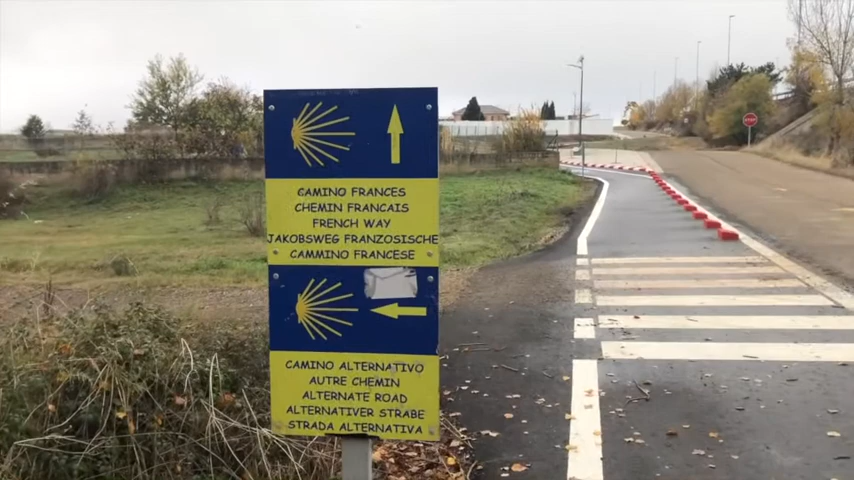 CAMINO FRANCES
CHEMIN FRANCAIS
FRENCH WAY
JAKOBSWEG FRANZOSISCHE
CAMMINO FRANCESE
CAMINO ALTERNATIVO
AUTRE CHEMIN
ALTERNATE ROAD
ALTERNATIVER STRABE
STRADA ALTERNATIVA
STOP